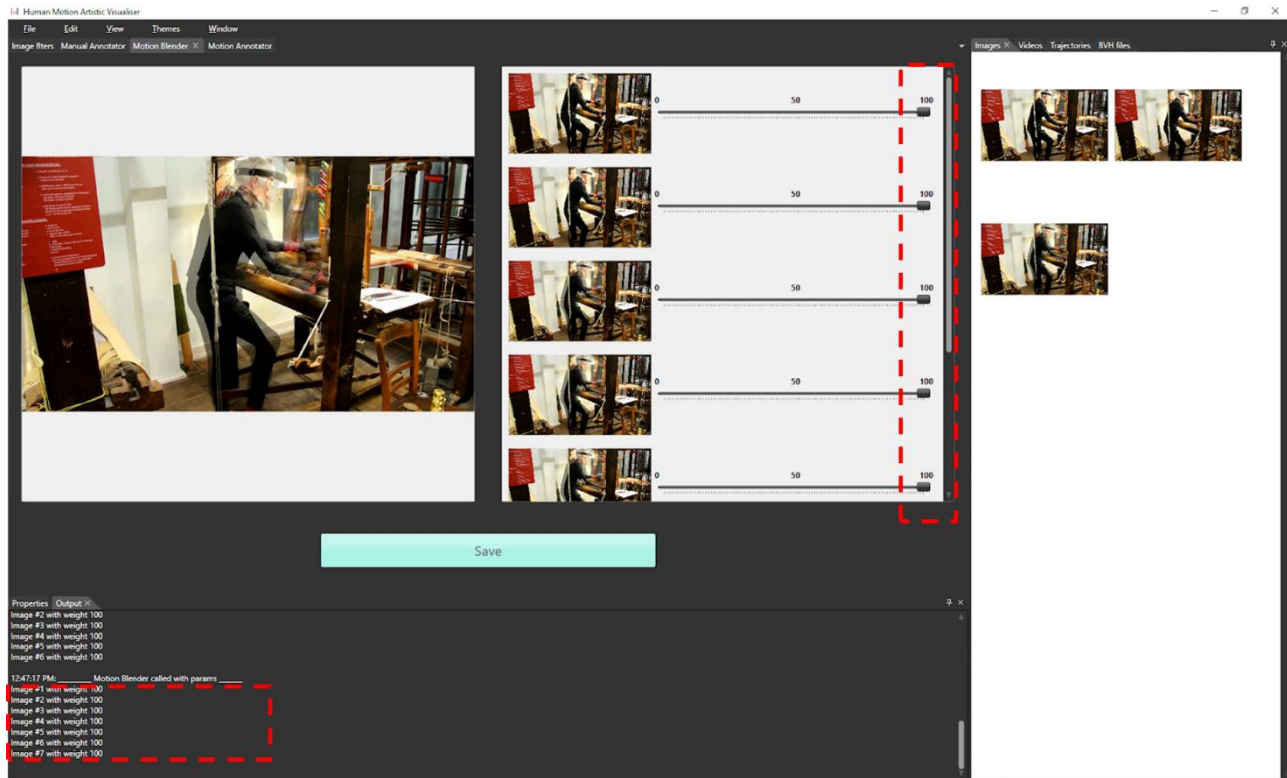 Human Motion Artistic Visualiser
File Edit View Themes Window
Image flters Manual Annotator Motion Blender Motion Annotator
Images Videos Trajectories BVH files
0 50 100
0 50 100
0 50 100
0 50 100
0 50 100
Save
Properties Output
Image #2 with weight 100
Image #3 with weight 100
Image #4 with weight 100
Image #5 with weight 100
Image #6 with weight 100
12:47:17 PM: ________ Motion Blender called with params _____
Image #1 with weight 100
Image #2 with weight 100
Image #3 with weight 100
Image #4 with weight 100
Image #5 with weight 100
Image #6 with weight 100
Image #7 with weight 100